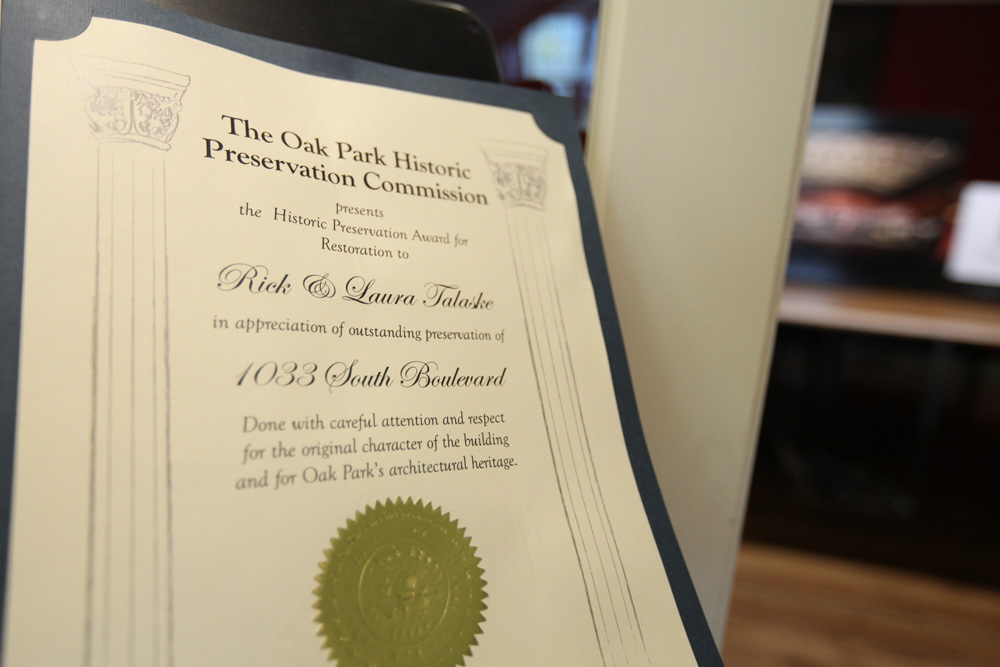 The Oak Park Historic
Preservation Commission
presents
the Historic Preservation Award for
Restoration to
Rick & Laura Talaske
in appreciation of outstanding preservation of
1033 South Boulevard
Done with careful attention and respect
for the original character of the building
and for Oak Park's architectural heritage.